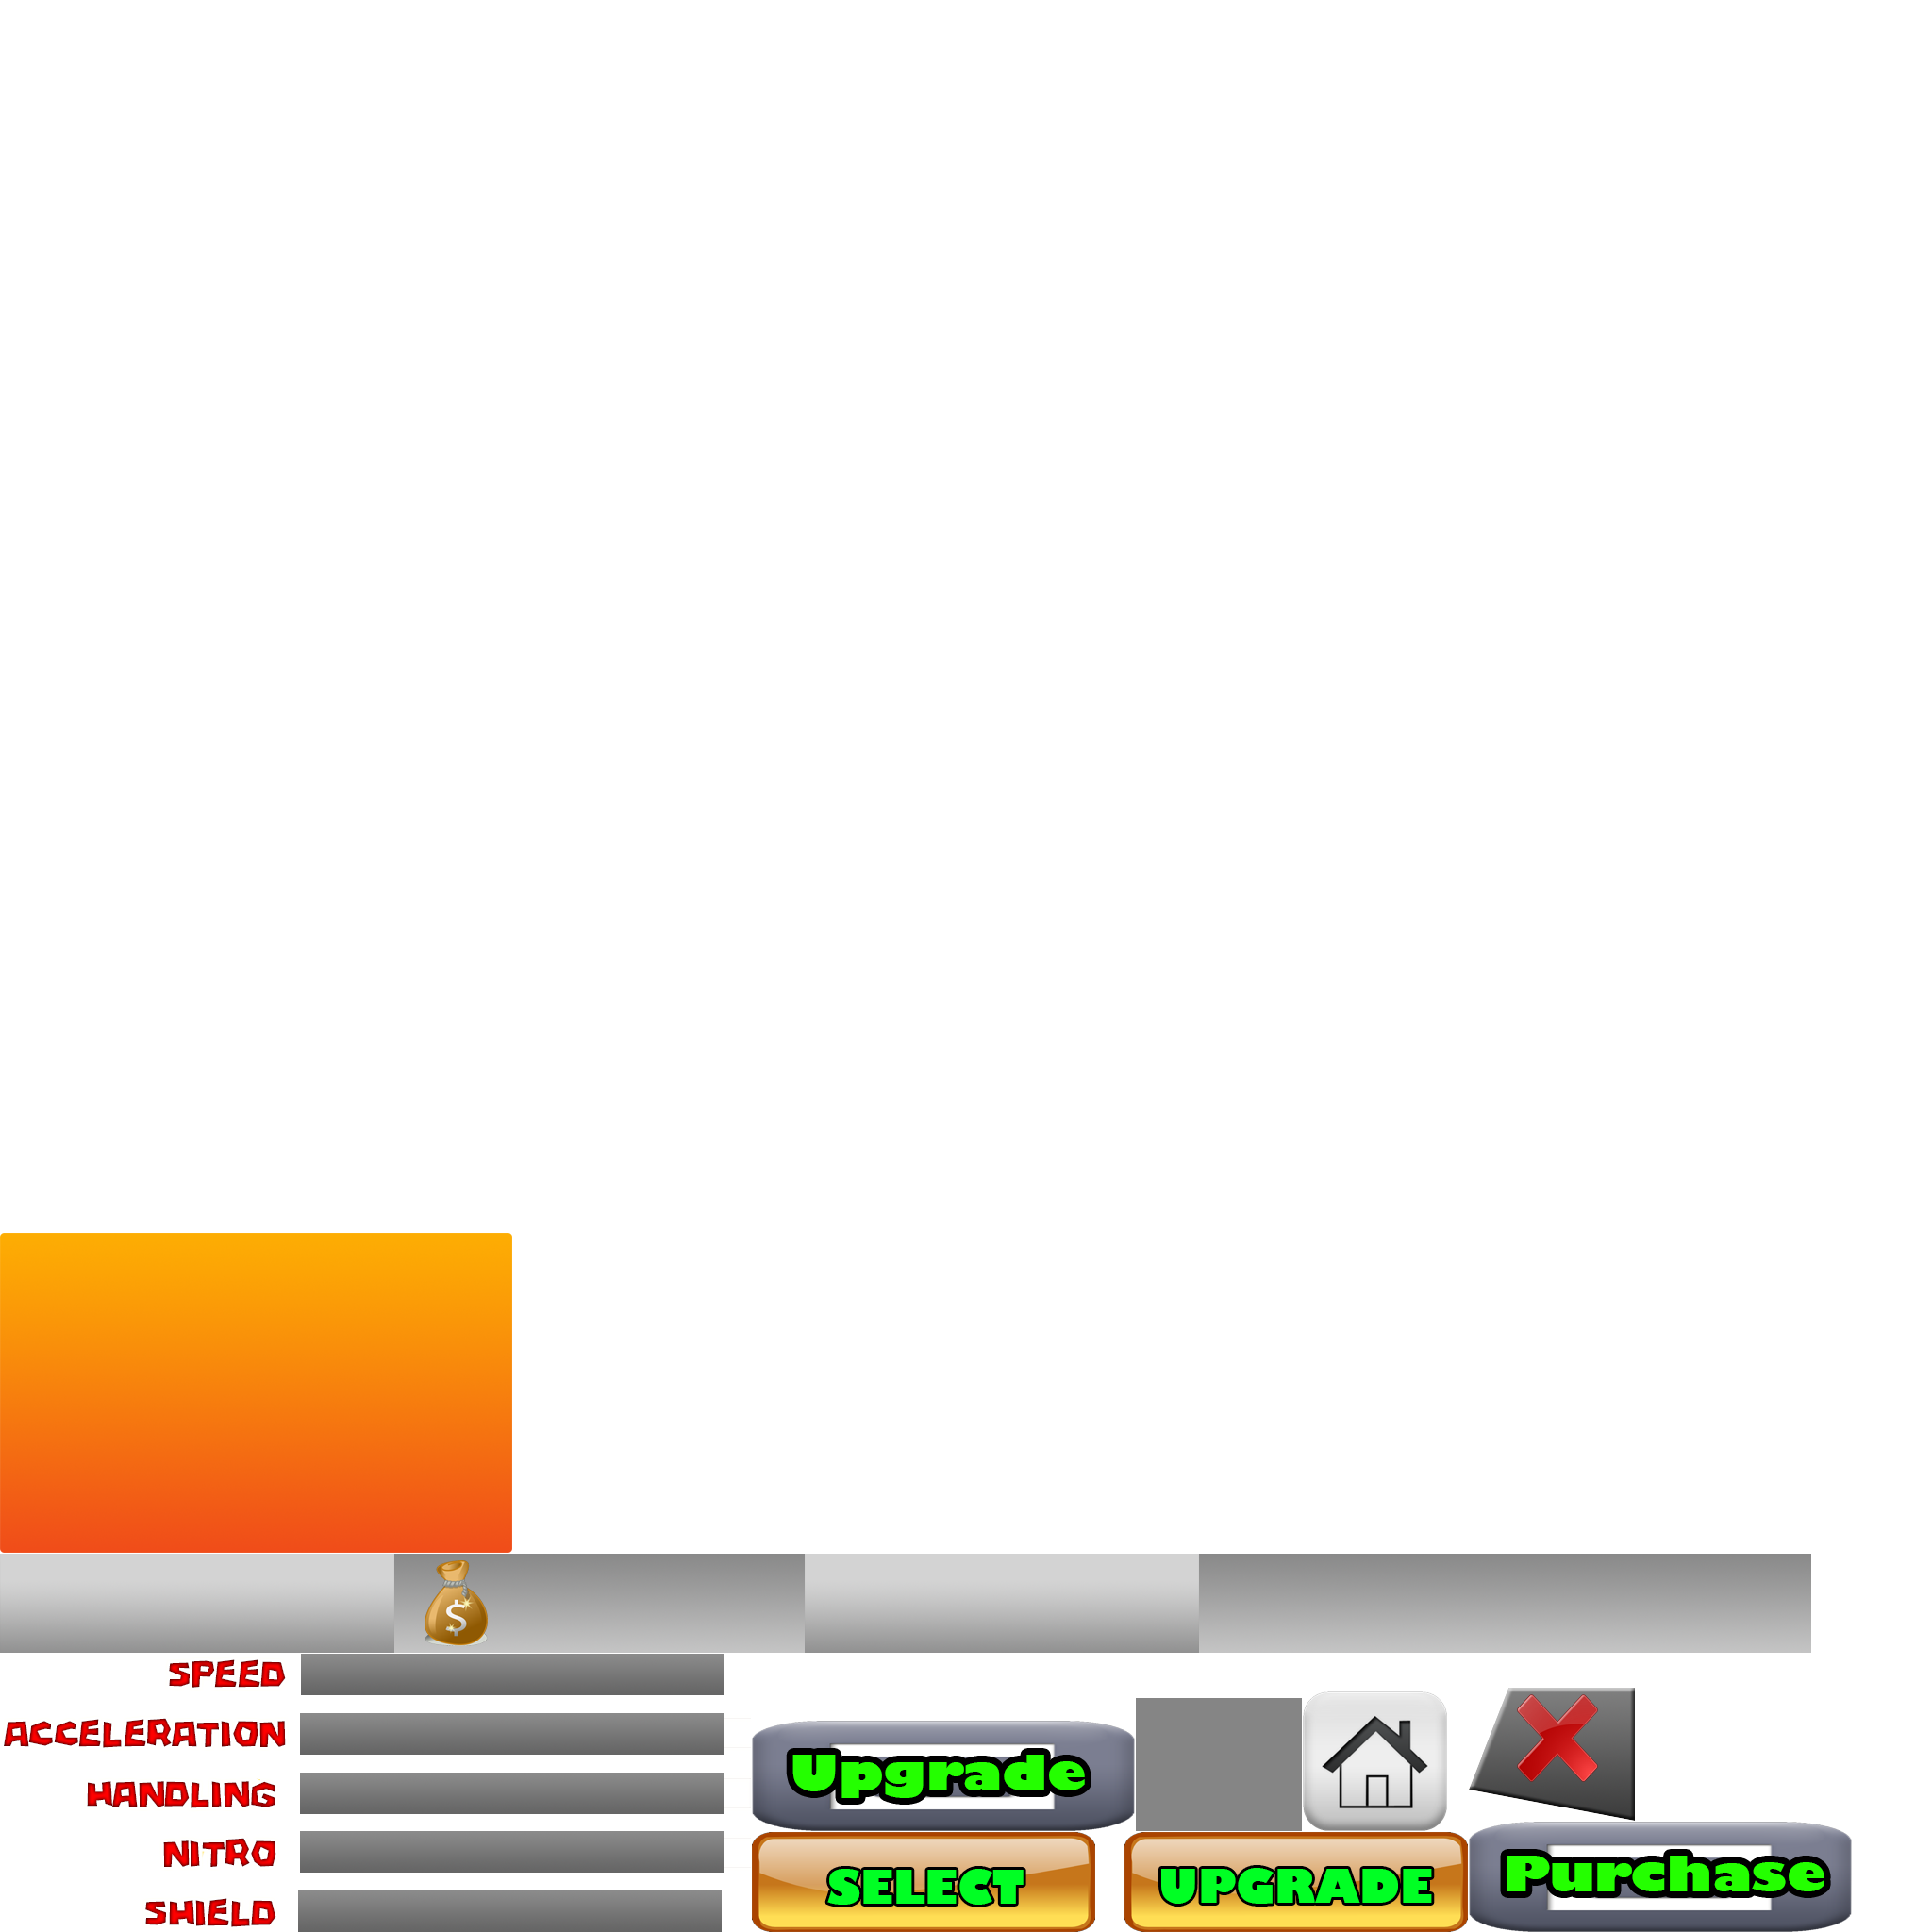 $
SPEED
ACCELERATION
HANDLING
NITRO
SHIELD
Upgrade
SELECT
UPGRADE
Purchase